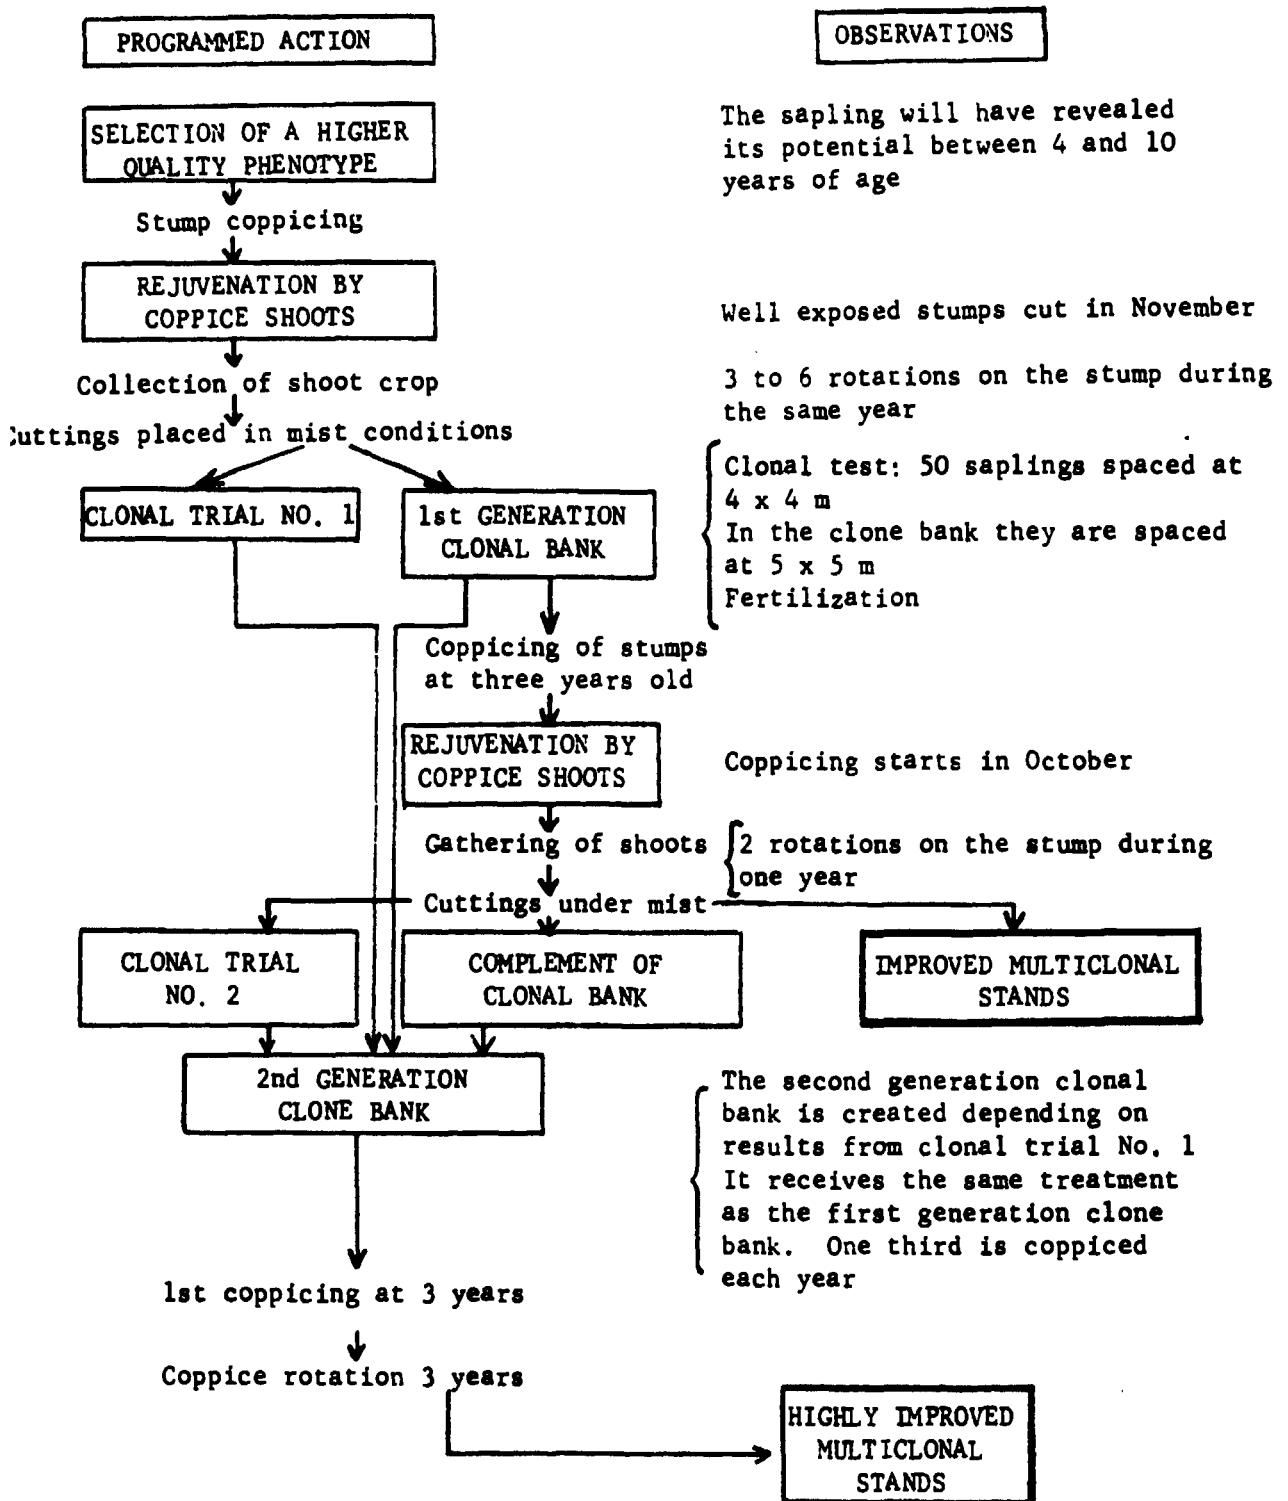 PROGRAMMED ACTION
OBSERVATIONS
SELECTION OF A HIGHER
QUALITY PHENOTYPE
The sapling will have revealed
its potential between 4 and 10
years of age
Stump coppicing
REJUVENATION BY
COPPICE SHOOTS
Well exposed stumps cut in November
Collection of shoot crop
3 to 6 rotations on the stump during
the same year
Cuttings placed in mist conditions
CLONAL TRIAL NO. 1
1st GENERATION
CLONAL BANK
Clonal test: 50 saplings spaced at
4 x 4 m
In the clone bank they are spaced
at 5 x 5 m
Fertilization
Coppicing of stumps
at three years old
REJUVENATION BY
COPPICE SHOOTS
Coppicing starts in October
Gathering of shoots
2 rotations on the stump during
one year
Cuttings under mist
CLONAL TRIAL
NO. 2
COMPLEMENT OF
CLONAL BANK
IMPROVED MULTICLONAL
STANDS
2nd GENERATION
CLONE BANK
The second generation clonal
bank is created depending on
results from clonal trial No. 1
It receives the same treatment
as the first generation clone
bank. One third is coppiced
each year
1st coppicing at 3 years
Coppice rotation 3 years
HIGHLY IMPROVED
MULTICLONAL
STANDS